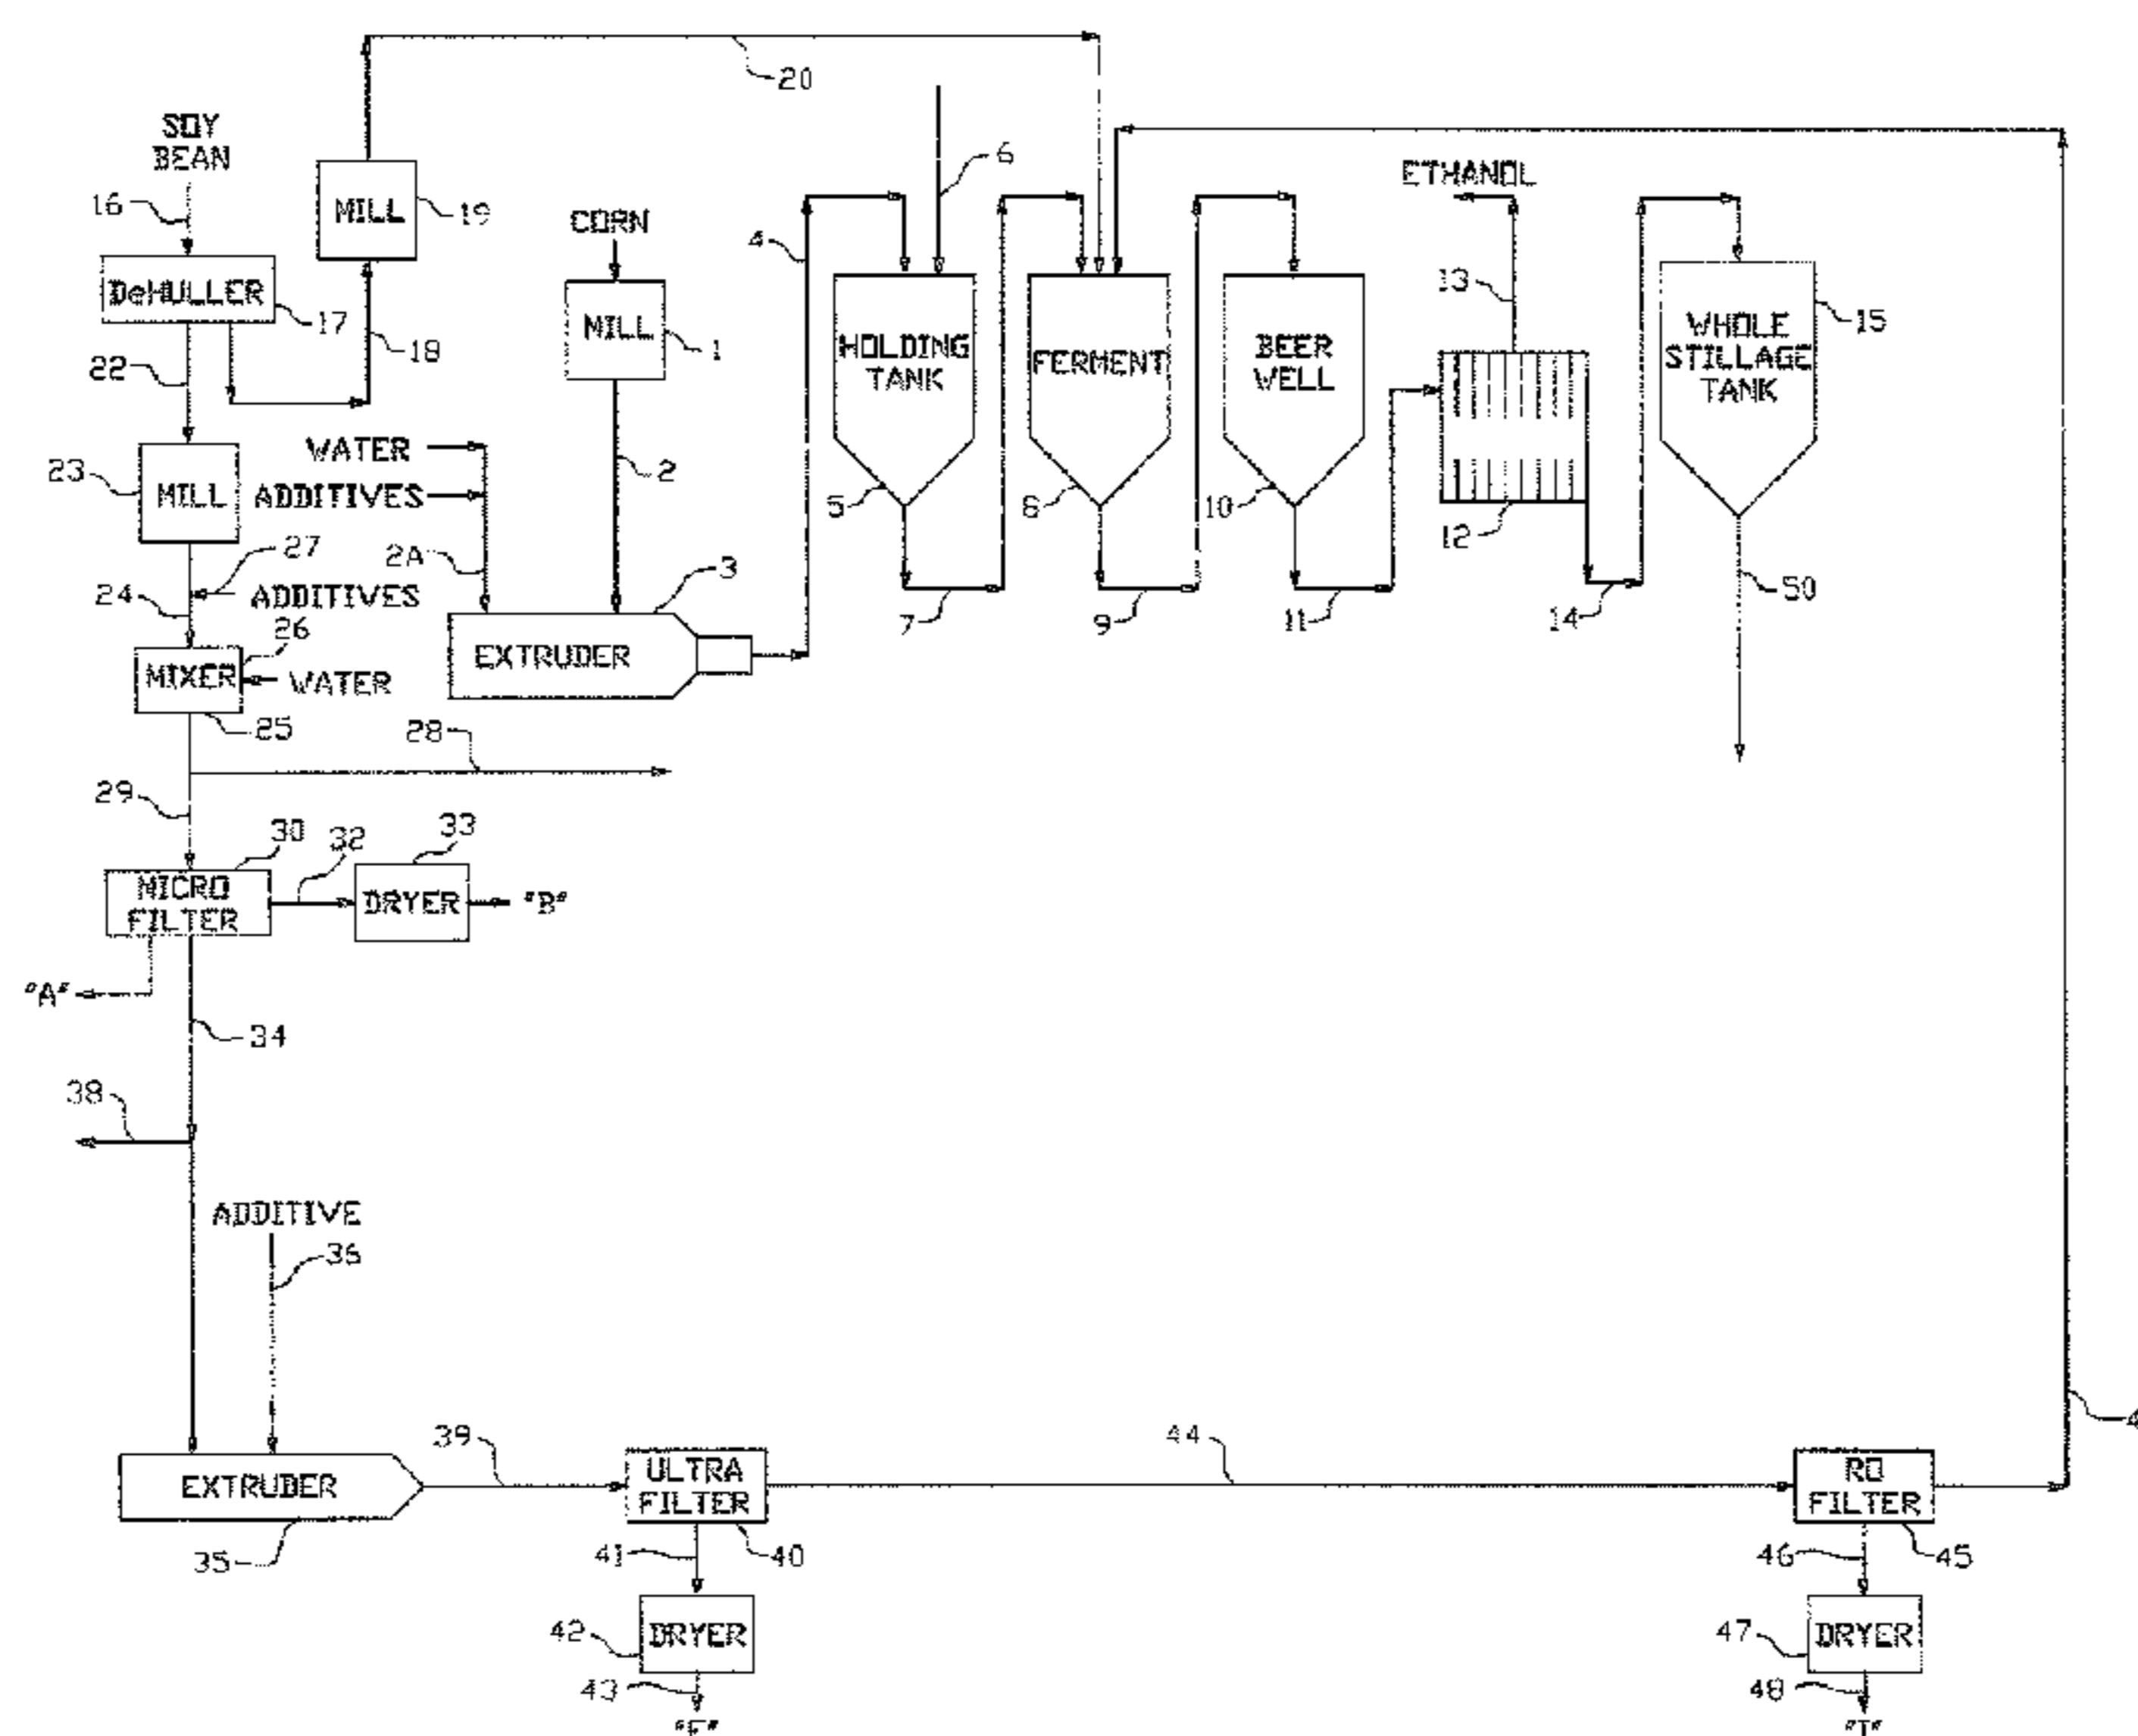 20
SOY
BEAN
6
16
MILL
19
CORN
4
ETHANOL
DeHULLER
17
18
MILL
1
HOLDING
TANK
FERMENT
BEER
WELL
13
WHOLE
STILLAGE
TANK
15
22
WATER
2
23
MILL
ADDITIVES
5
10
12
27
2A
3
50
24
ADDITIVES
7
9
11
14
26
EXTRUDER
MIXER
WATER
25
28
29
30
32
33
MICRO
FILTER
DRYER
"B"
"A"
34
38
ADDITIVE
36
39
44
EXTRUDER
ULTRA
FILTER
RO
FILTER
35
41
40
46
45
42
DRYER
47
DRYER
43
48